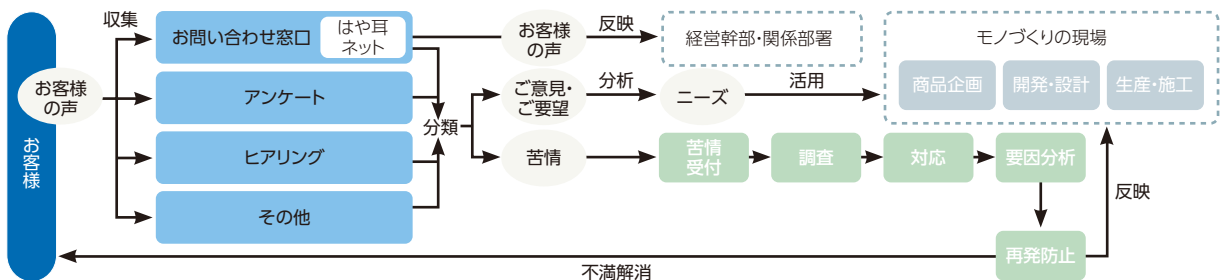 お客様
お客様
の声
収集
お問い合わせ窓口
はや耳
ネット
アンケート
ヒアリング
その他
分類
お客様
の声
反映
経営幹部・関係部署
ご意見・
ご要望
分析
ニーズ
活用
モノづくりの現場
商品企画
開発・設計
生産・施工
苦情
苦情
受付
調査
対応
要因分析
反映
再発防止
不満解消